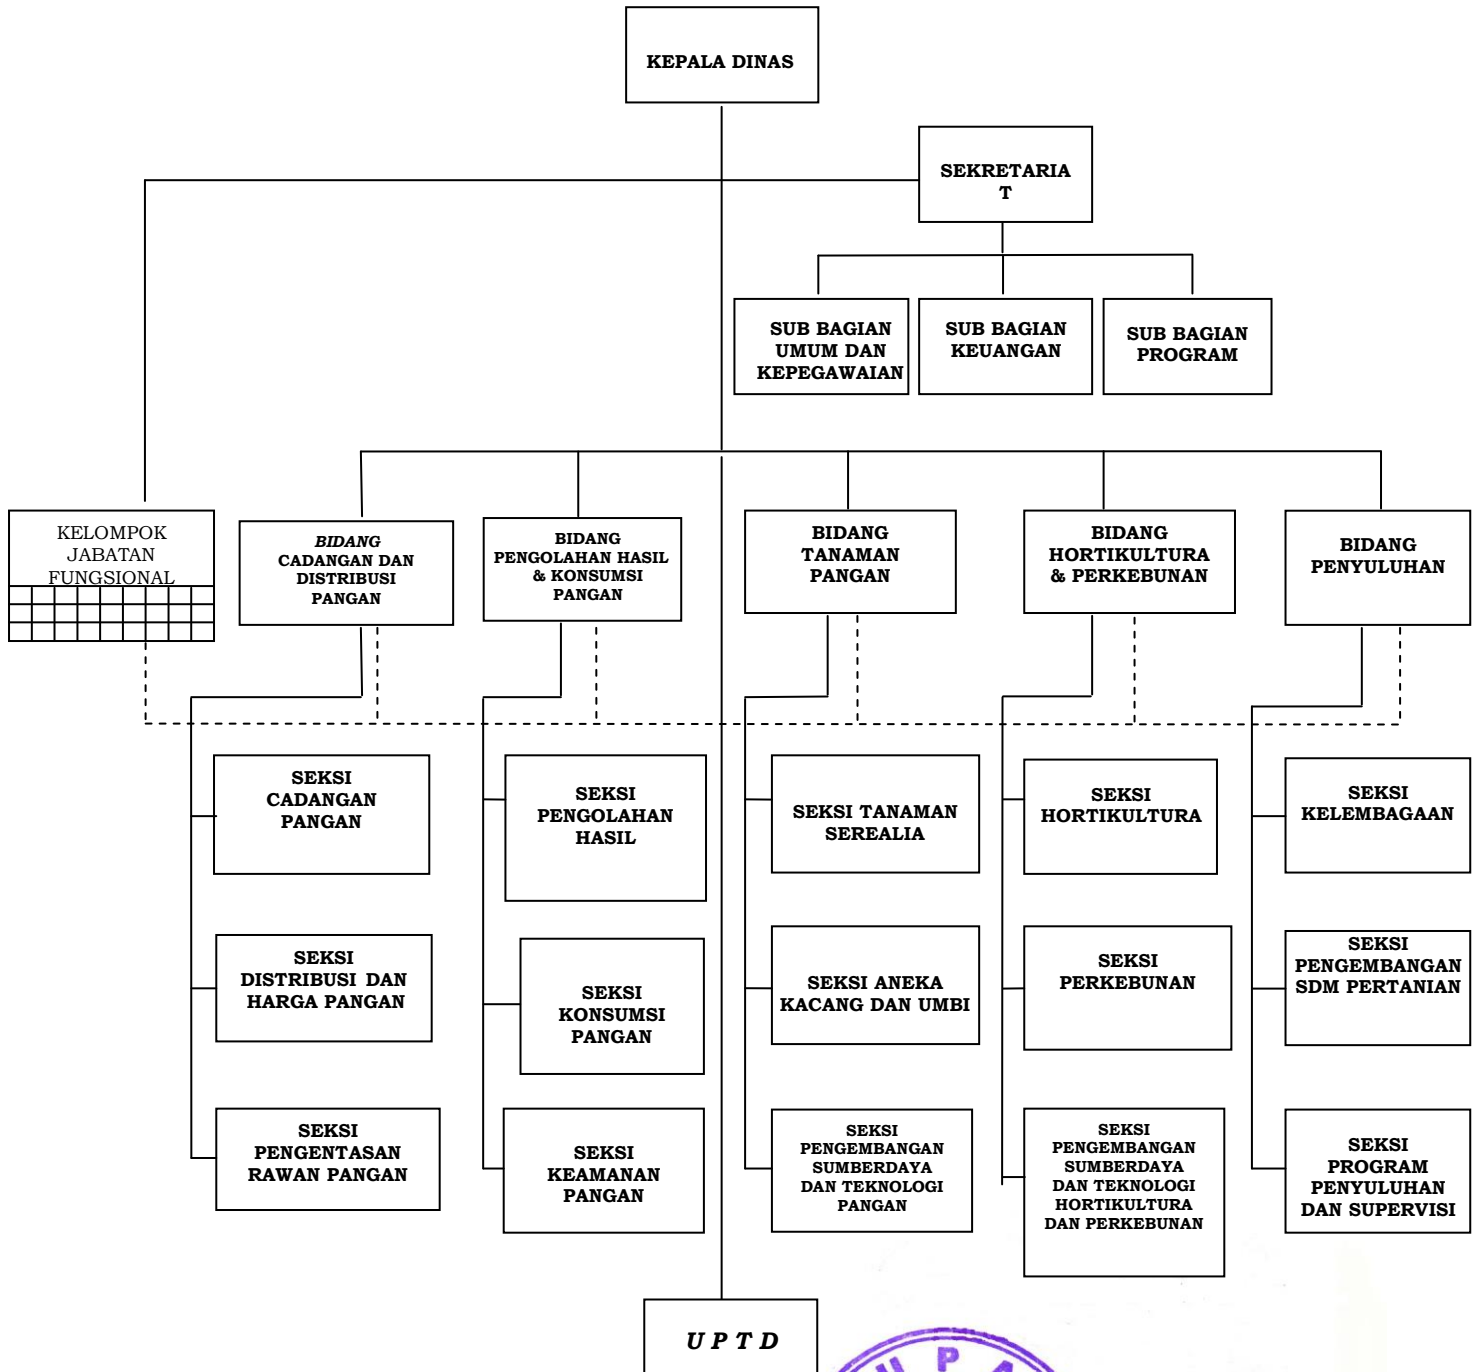 KEPALA DINAS
SEKRETARIA
T
SUB BAGIAN
UMUM DAN
KEPEGAWAIAN
SUB BAGIAN
KEUANGAN
SUB BAGIAN
PROGRAM
KELOMPOK
JABATAN
FUNGSIONAL
BIDANG
CADANGAN DAN
DISTRIBUSI
PANGAN
BIDANG
PENGOLAHAN HASIL
& KONSUMSI
PANGAN
BIDANG
TANAMAN
PANGAN
BIDANG
HORTIKULTURA
& PERKEBUNAN
BIDANG
PENYULUHAN
SEKSI
CADANGAN
PANGAN
SEKSI
PENGOLAHAN
HASIL
SEKSI TANAMAN
SEREALIA
SEKSI
HORTIKULTURA
SEKSI
KELEMBAGAAN
SEKSI
DISTRIBUSI DAN
HARGA PANGAN
SEKSI
KONSUMSI
PANGAN
SEKSI ANEKA
KACANG DAN UMBI
SEKSI
PERKEBUNAN
SEKSI
PENGEMBANGAN
SDM PERTANIAN
SEKSI
PENGENTASAN
RAWAN PANGAN
SEKSI
KEAMANAN
PANGAN
SEKSI
PENGEMBANGAN
SUMBERDAYA
DAN TEKNOLOGI
PANGAN
SEKSI
PENGEMBANGAN
SUMBERDAYA
DAN TEKNOLOGI
HORTIKULTURA
DAN PERKEBUNAN
SEKSI
PROGRAM
PENYULUHAN
DAN SUPERVISI
U P T D